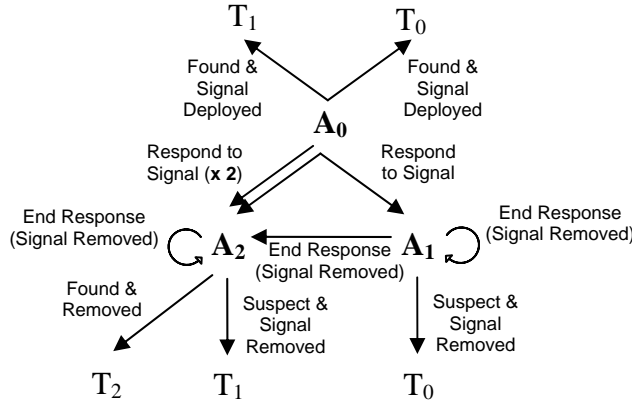 T1 T0
Found &
Signal
Deployed
Found &
Signal
Deployed
A0
Respond to
Signal (x 2)
Respond
to Signal
End Response
(Signal Removed)
A2
End Response
(Signal Removed)
A1
End Response
(Signal Removed)
Found &
Removed
Suspect &
Signal
Removed
Suspect &
Signal
Removed
T2 T1 T0